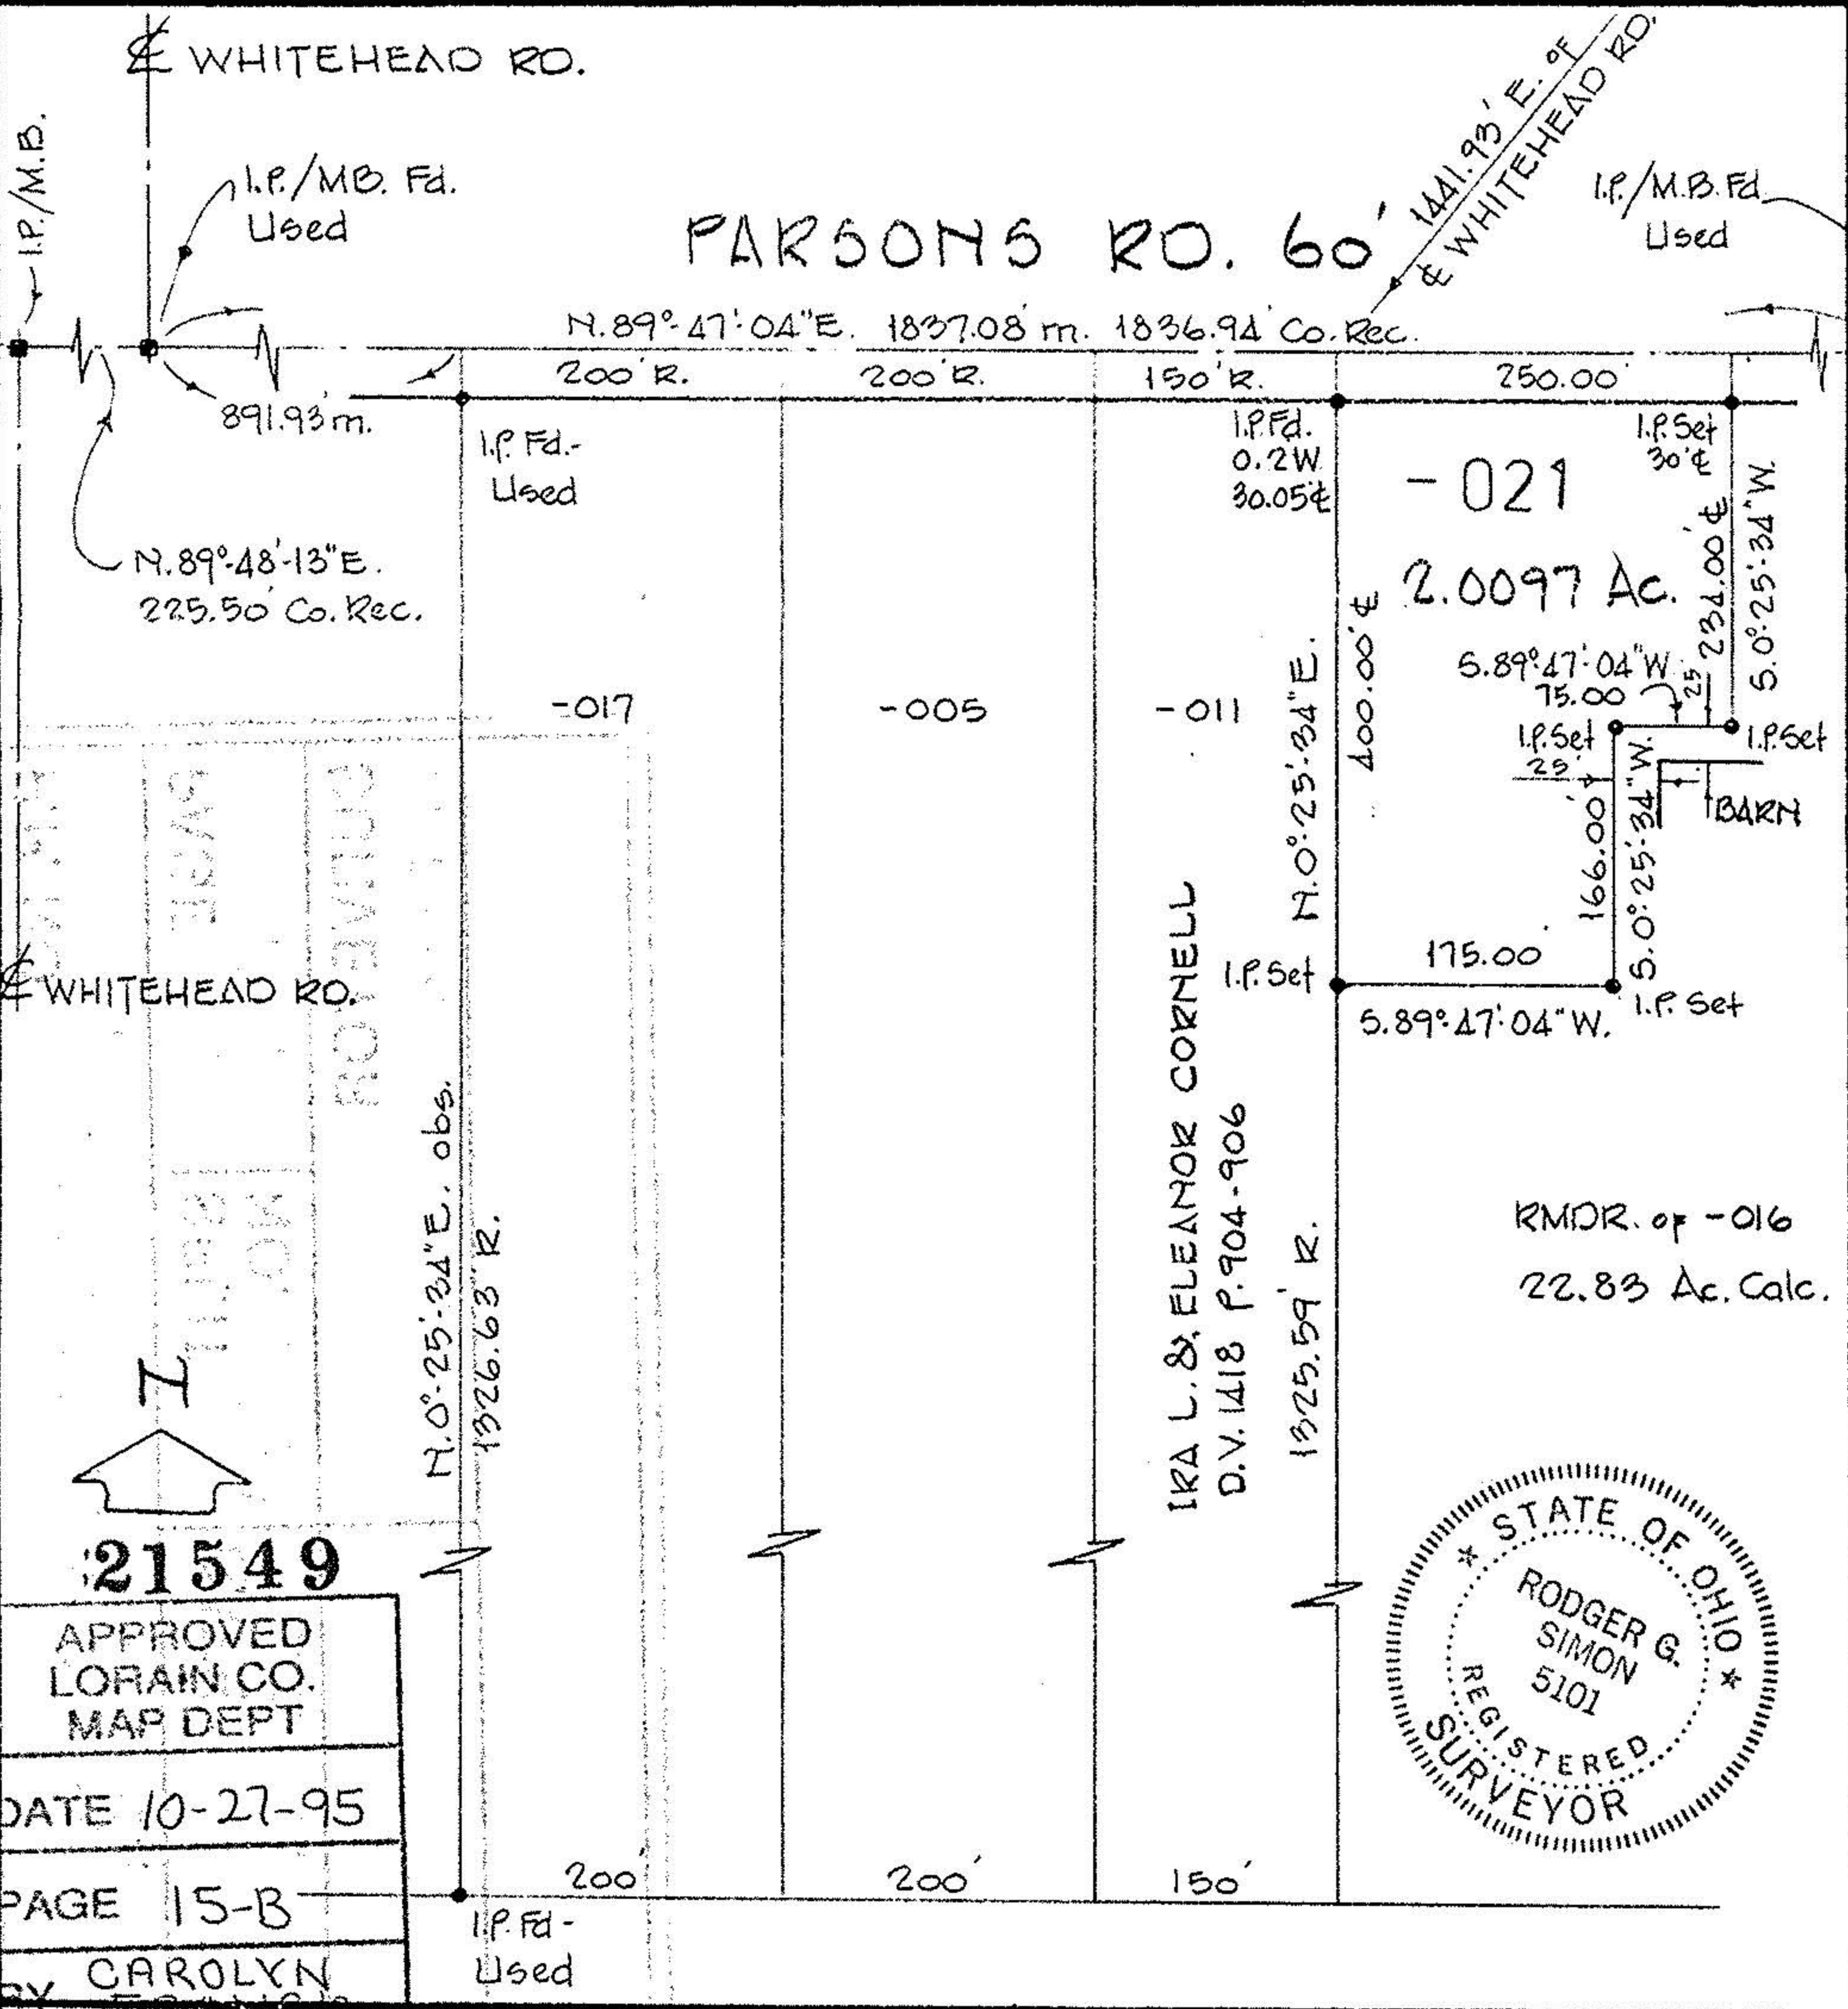 ℄ WHITEHEAD RD.
I.P./M.B.
I.P./MB. Fd.
Used
PARSONS RD. 60'
1441.93' E. OF
℄ WHITEHEAD RD.
I.P./M.B. Fd.
Used
N.89°-47'-04"E. 1837.08' m. 1836.94' Co. Rec.
200' R.
200' R.
150' R.
250.00'
891.93' m.
I.P. Fd.-
Used
I.P. Fd.
0.2W.
30.05℄
I.P. Set
30'℄
-021
2.0097 Ac.
N.89°-48'-13"E.
225.50' Co. Rec.
234.00'℄
S.0°-25'-34"W.
S.89°-47'-04"W.
75.00
25
-017
-005
-011
N.0°-25'-34"E.
400.00'℄
I.P. Set
25'
I.P. Set
BARN
166.00'
S.0°-25'-34"W.
℄ WHITEHEAD RD.
I.P. Set
175.00'
I.P. Set
S.89°-47'-04"W.
N.0°-25'-34"E. obs.
1326.63' R.
IRA L. & ELEANOR CORNELL
D.V. 1418 P. 904-906
1325.59' R.
RMDR. OF -016
22.83 Ac. Calc.
N
21549
APPROVED
LORAIN CO.
MAP DEPT
DATE 10-27-95
PAGE 15-B
BY CAROLYN
STATE OF OHIO
RODGER G.
SIMON
5101
REGISTERED
SURVEYOR
200'
200'
150'
I.P. Fd-
Used